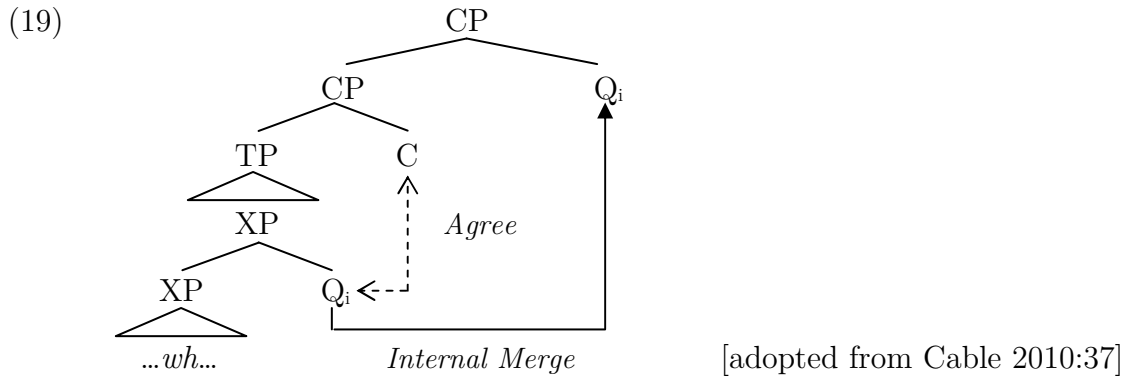 (19)
CP
CP Qi
TP C
XP Agree
XP Qi
...wh... Internal Merge [adopted from Cable 2010:37]